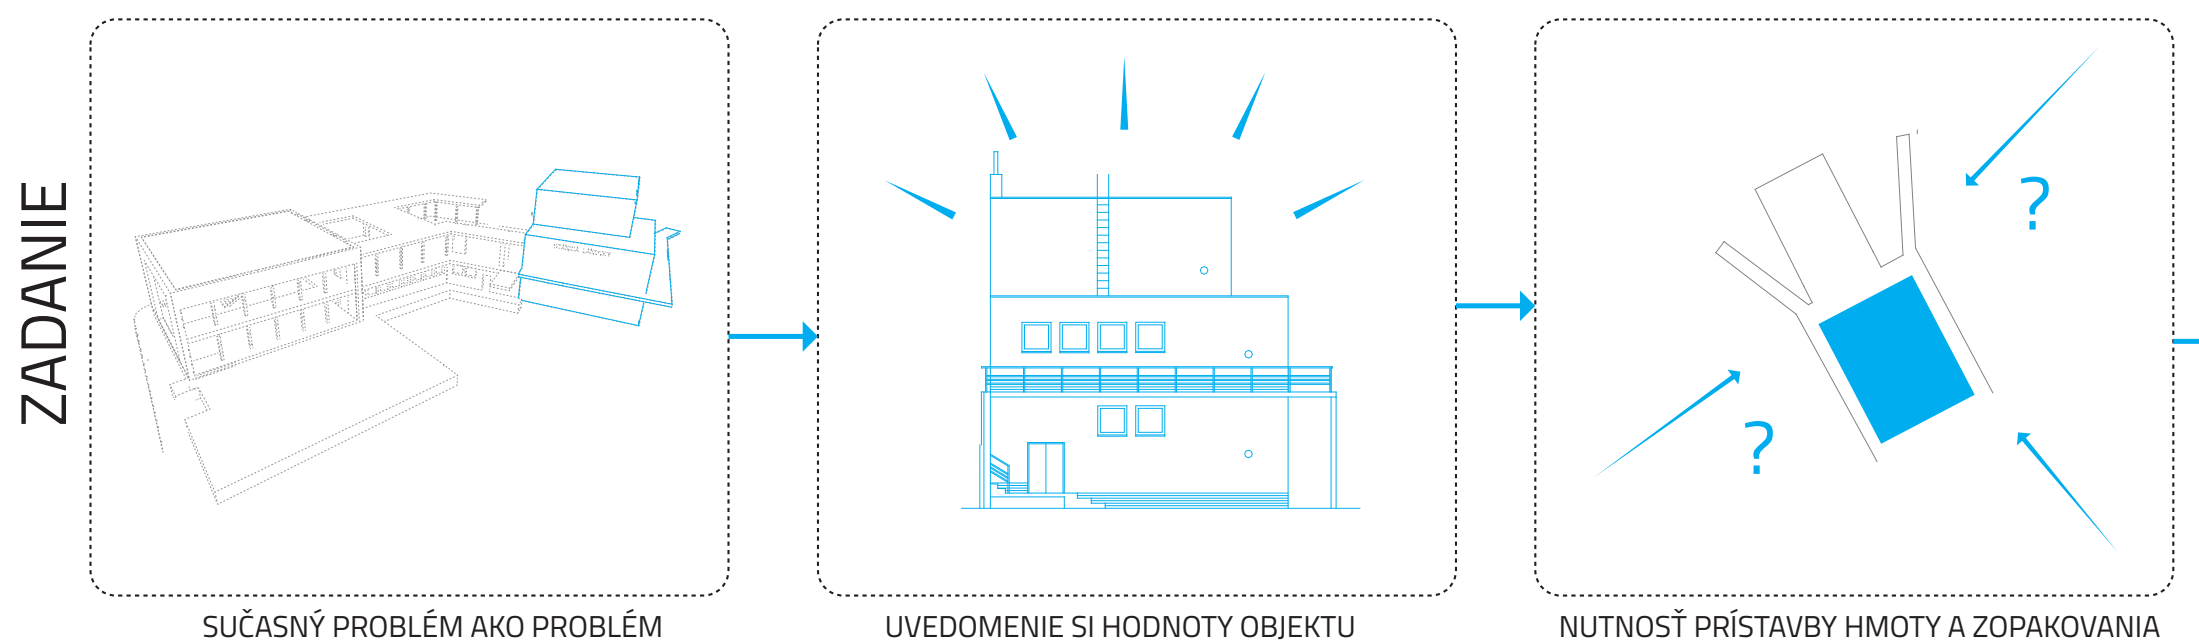 ZADANIE
SUČASNÝ PROBLÉM AKO PROBLÉM
UVEDOMENIE SI HODNOTY OBJEKTU
?
?
NUTNOSŤ PRÍSTAVBY HMOTY A ZOPAKOVANIA